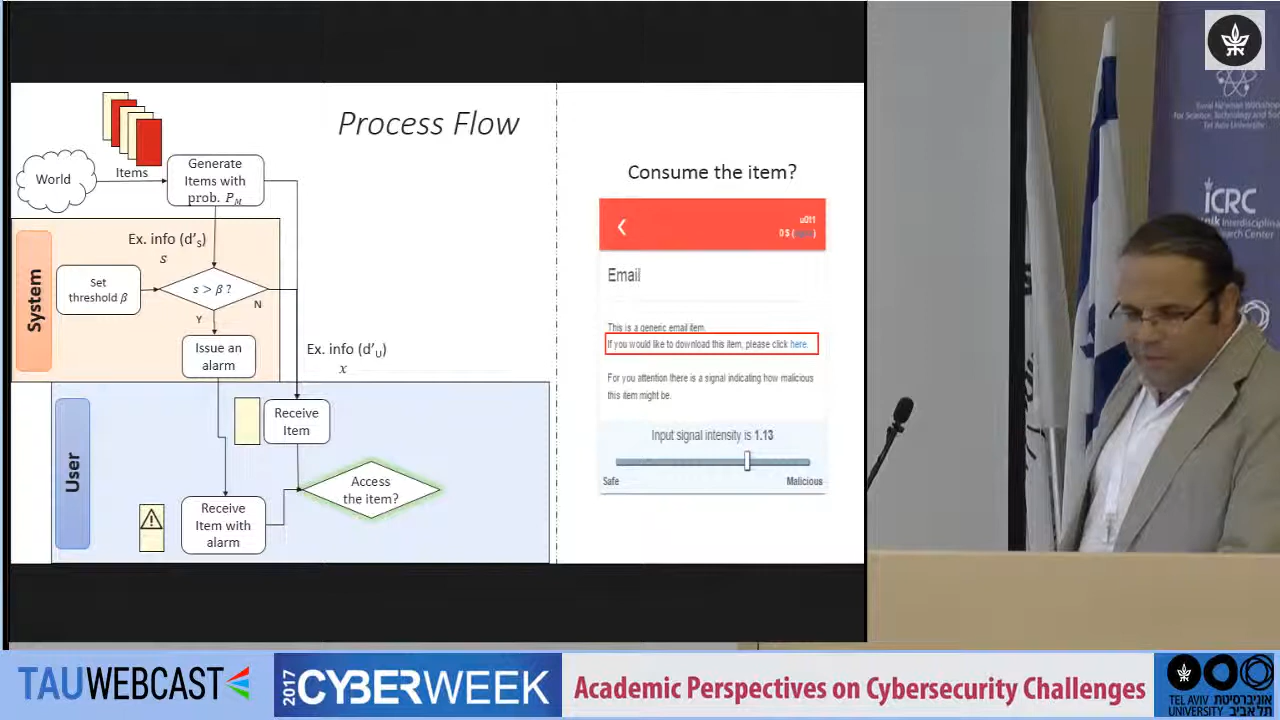 Process Flow
World
Items
Generate
Items with
prob. P_M
System
Ex. info (d'_S)
s
Set
threshold β
s > β ?
N
Y
Issue an
alarm
Ex. info (d'_U)
x
User
Receive
Item
Access
the item?
Receive
Item with
alarm
Consume the item?
0 $
Email
This is a generic email item.
If you would like to download this item, please click here.
For you attention there is a signal indicating how malicious
this item might be.
Input signal intensity is 1.13
Safe
Malicious
Tel Aviv University
ICRC
TAUWEBCAST
2017 CYBERWEEK
Academic Perspectives on Cybersecurity Challenges
TEL AVIV אוניברסיטת
UNIVERSITY תל אביב